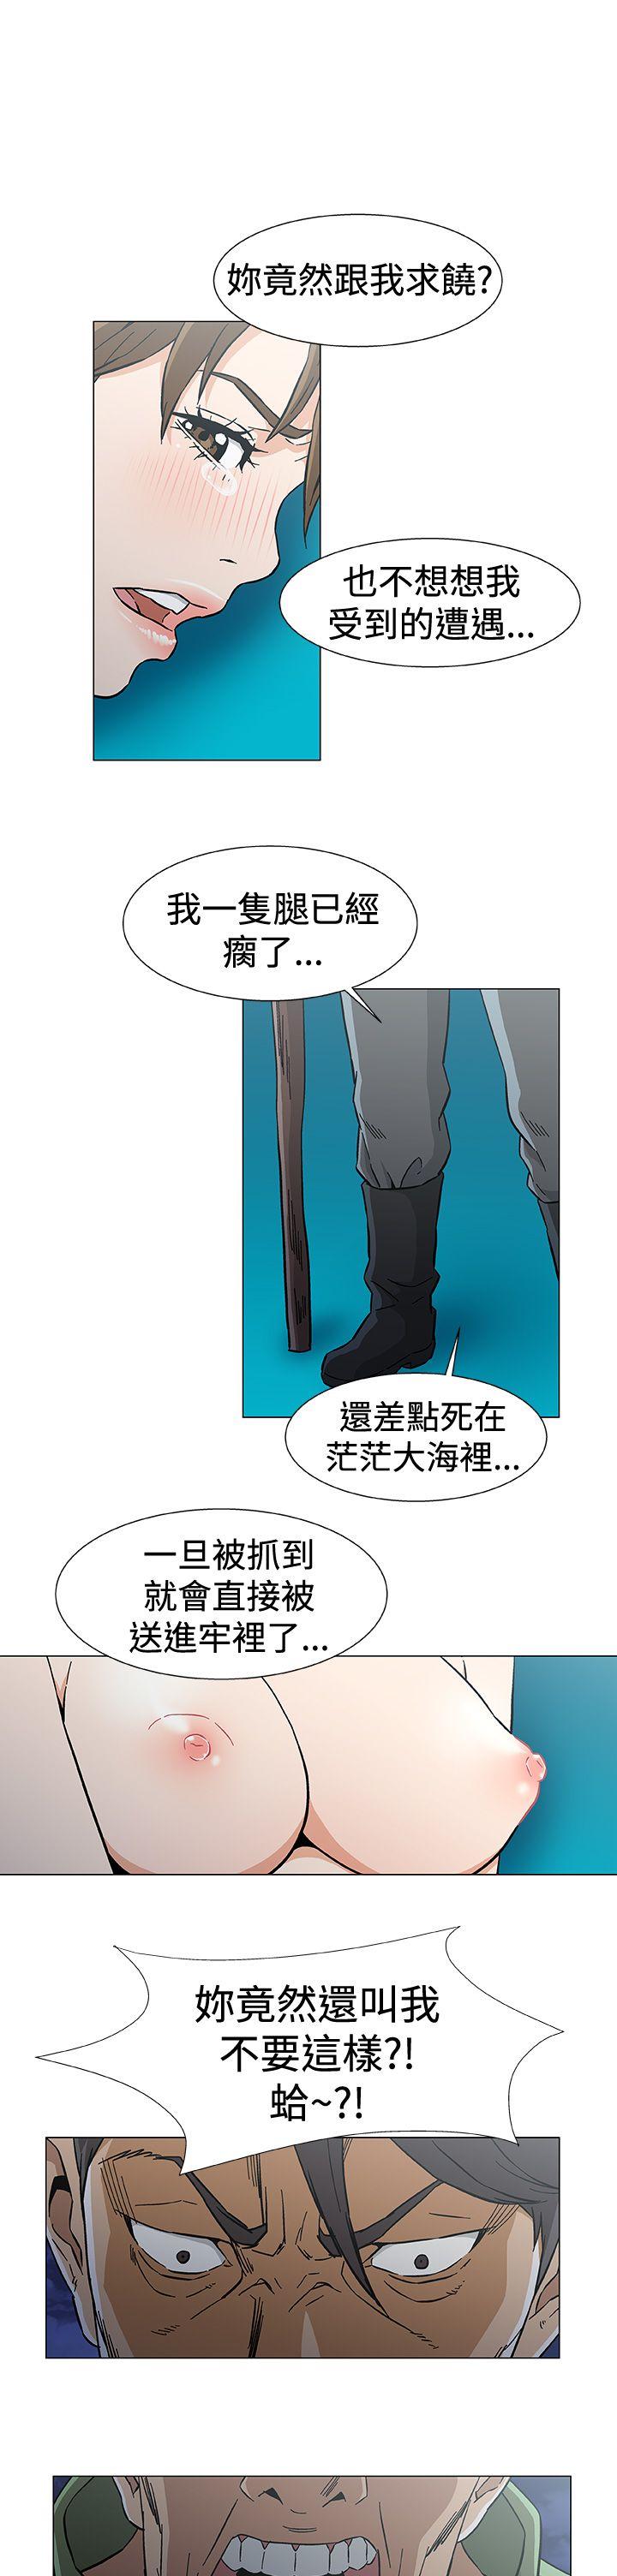 妳竟然跟我求饒?
也不想想我
受到的遭遇...
我一隻腿已經
瘸了...
還差點死在
茫茫大海裡...
一旦被抓到
就會直接被
送進牢裡了...
妳竟然還叫我
不要這樣?!
蛤~?!